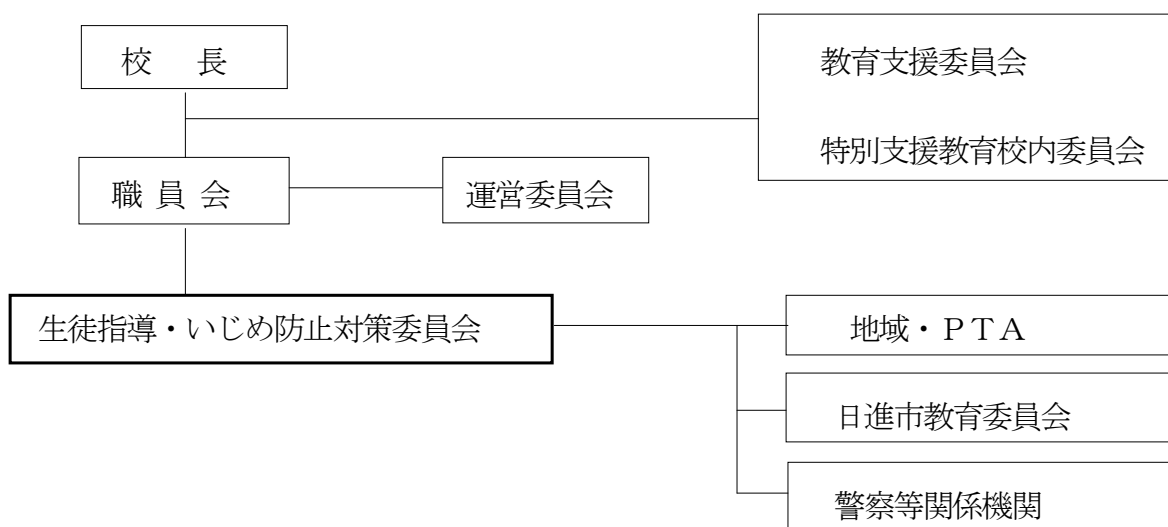 校　長
教育支援委員会
特別支援教育校内委員会
職 員 会
運営委員会
生徒指導・いじめ防止対策委員会
地域・ＰＴＡ
日進市教育委員会
警察等関係機関